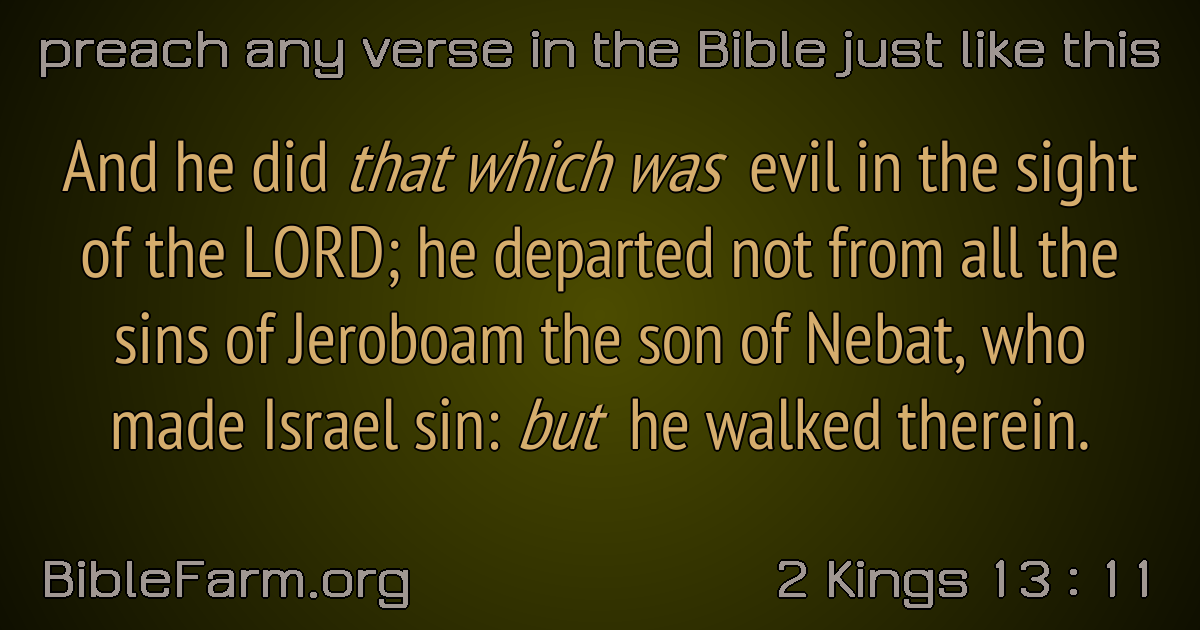 preach any verse in the Bible just like this
And he did that which was evil in the sight
of the LORD; he departed not from all the
sins of Jeroboam the son of Nebat, who
made Israel sin: but he walked therein.
BibleFarm.org
2 Kings 13 : 11